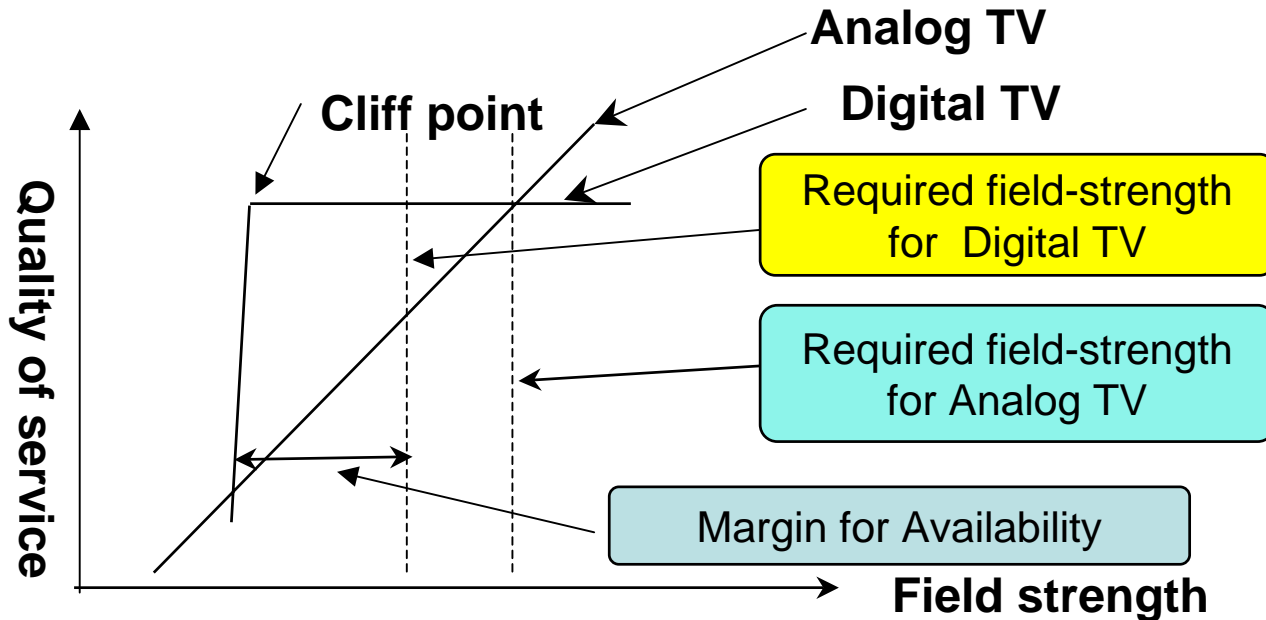 Analog TV
Cliff point
Digital TV
Quality of service
Required field-strength
for Digital TV
Required field-strength
for Analog TV
Margin for Availability
Field strength